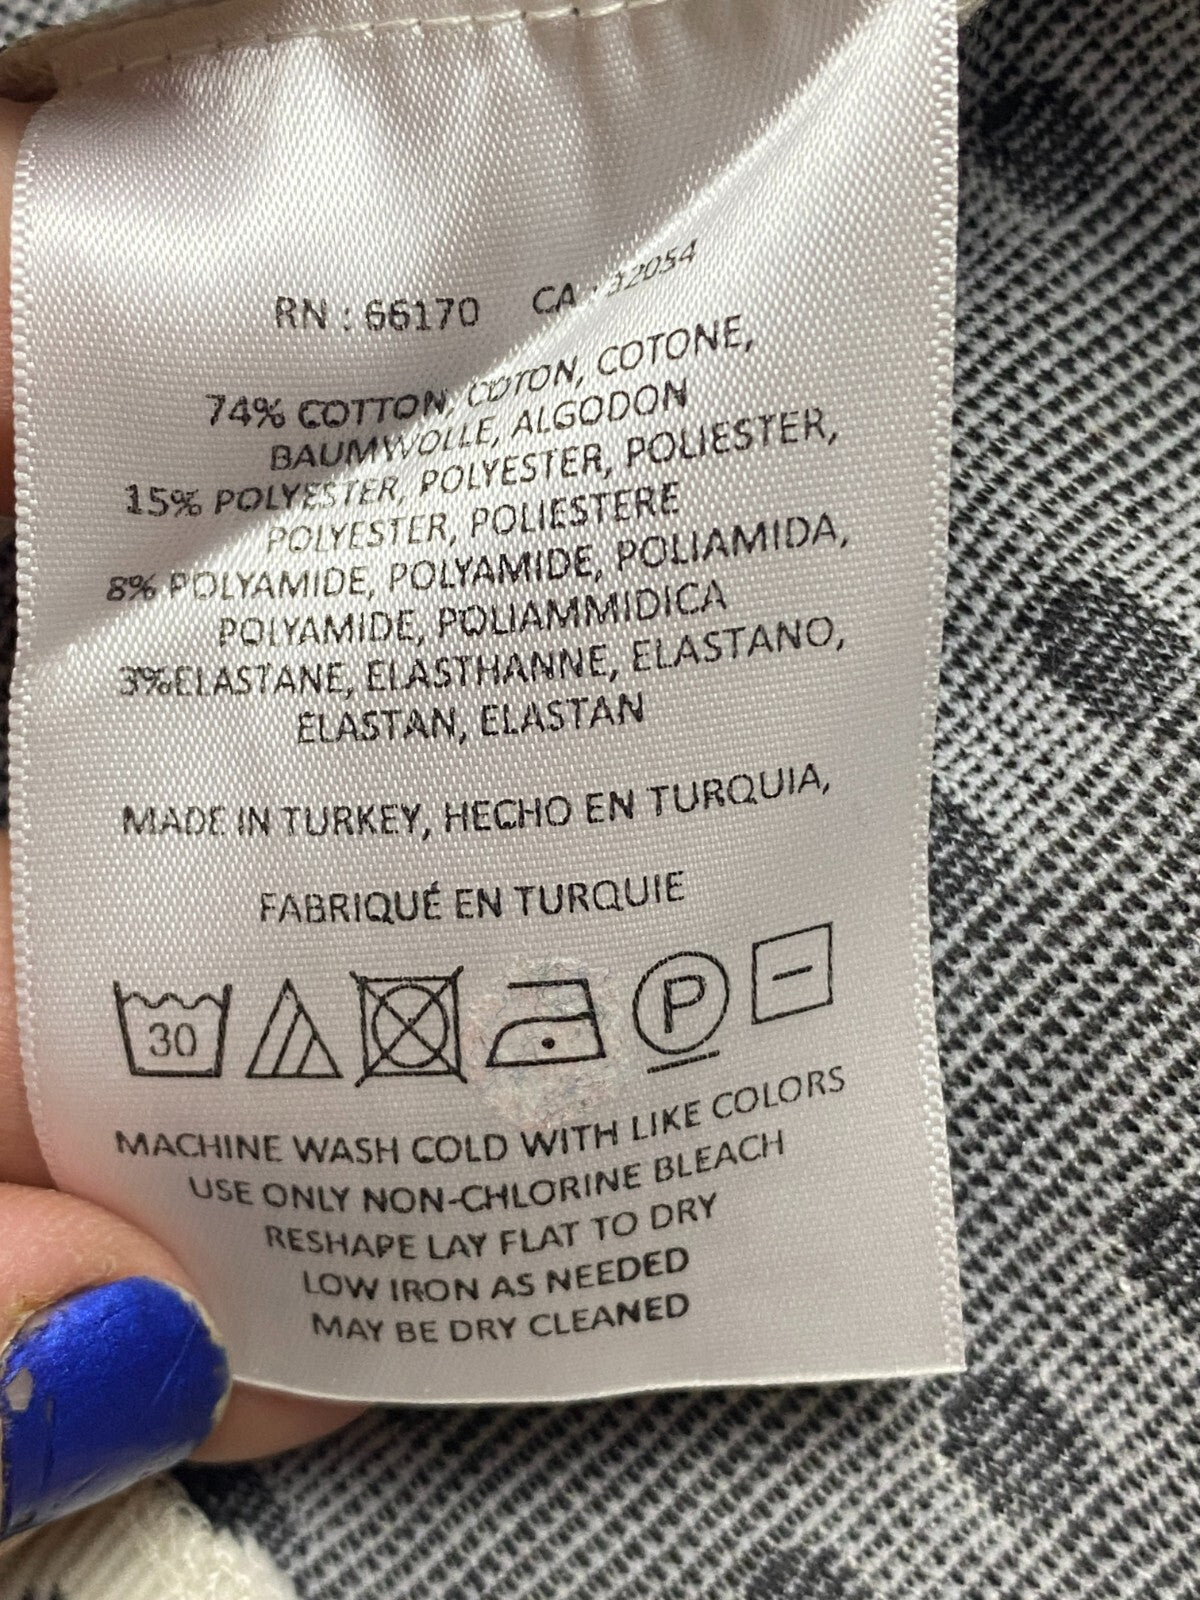 RN : 66170 CA 32054
74% COTTON, COTON, COTONE,
BAUMWOLLE, ALGODON
15% POLYESTER, POLYESTER, POLIESTER,
POLYESTER, POLIESTERE
8% POLYAMIDE, POLYAMIDE, POLIAMIDA,
POLYAMIDE, POLIAMMIDICA
3%ELASTANE, ELASTHANNE, ELASTANO,
ELASTAN, ELASTAN
MADE IN TURKEY, HECHO EN TURQUIA,
FABRIQUÉ EN TURQUIE
30 P
MACHINE WASH COLD WITH LIKE COLORS
USE ONLY NON-CHLORINE BLEACH
RESHAPE LAY FLAT TO DRY
LOW IRON AS NEEDED
MAY BE DRY CLEANED